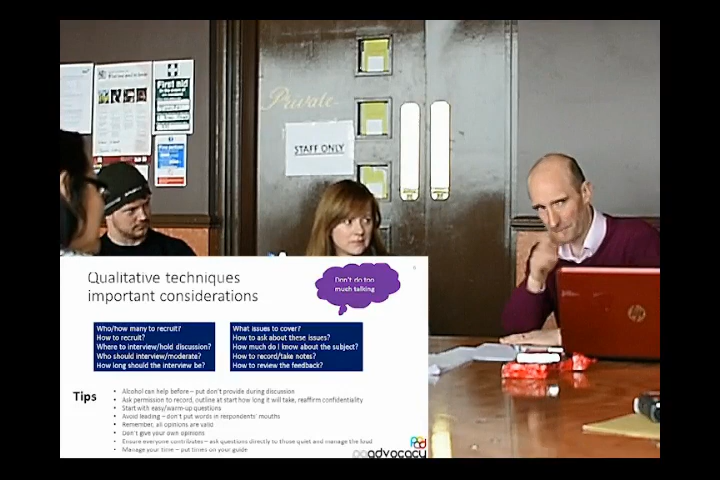 First aid
Fire action
Private
STAFF ONLY
Qualitative techniques
important considerations
Don't do too
much talking
Who/how many to recruit?
How to recruit?
Where to interview/hold discussion?
Who should interview/moderate?
How long should the interview be?
What issues to cover?
How to ask about these issues?
How much do I know about the subject?
How to record/take notes?
How to review the feedback?
Tips
• Alcohol can help before – put don't provide during discussion
• Ask permission to record, outline at start how long it will take, reaffirm confidentiality
• Start with easy/warm-up questions
• Avoid leading – don't put words in respondents' mouths
• Remember, all opinions are valid
• Don't give your own opinions
• Ensure everyone contributes – ask questions directly to those quiet and manage the loud
• Manage your time – put times on your guide
advocacy
hp